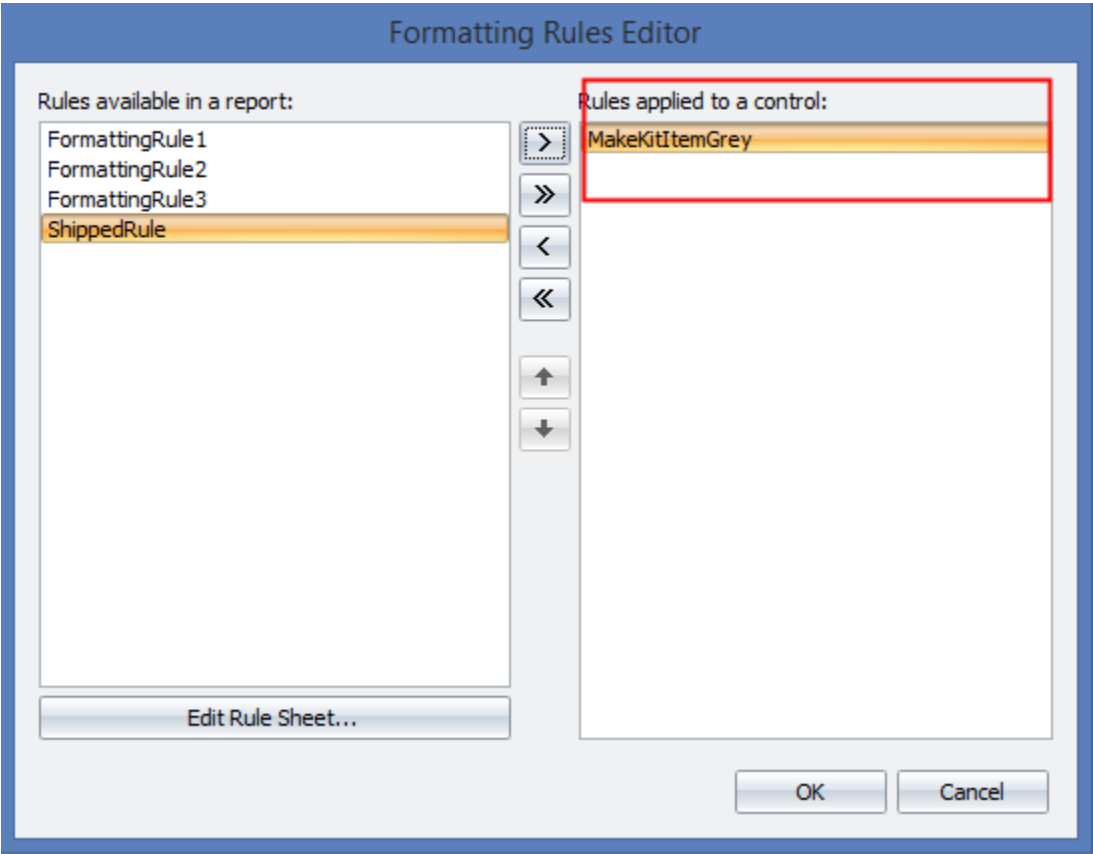 Formatting Rules Editor
Rules available in a report:
Rules applied to a control:
FormattingRule1
FormattingRule2
FormattingRule3
ShippedRule
MakeKitItemGrey
Edit Rule Sheet...
OK
Cancel